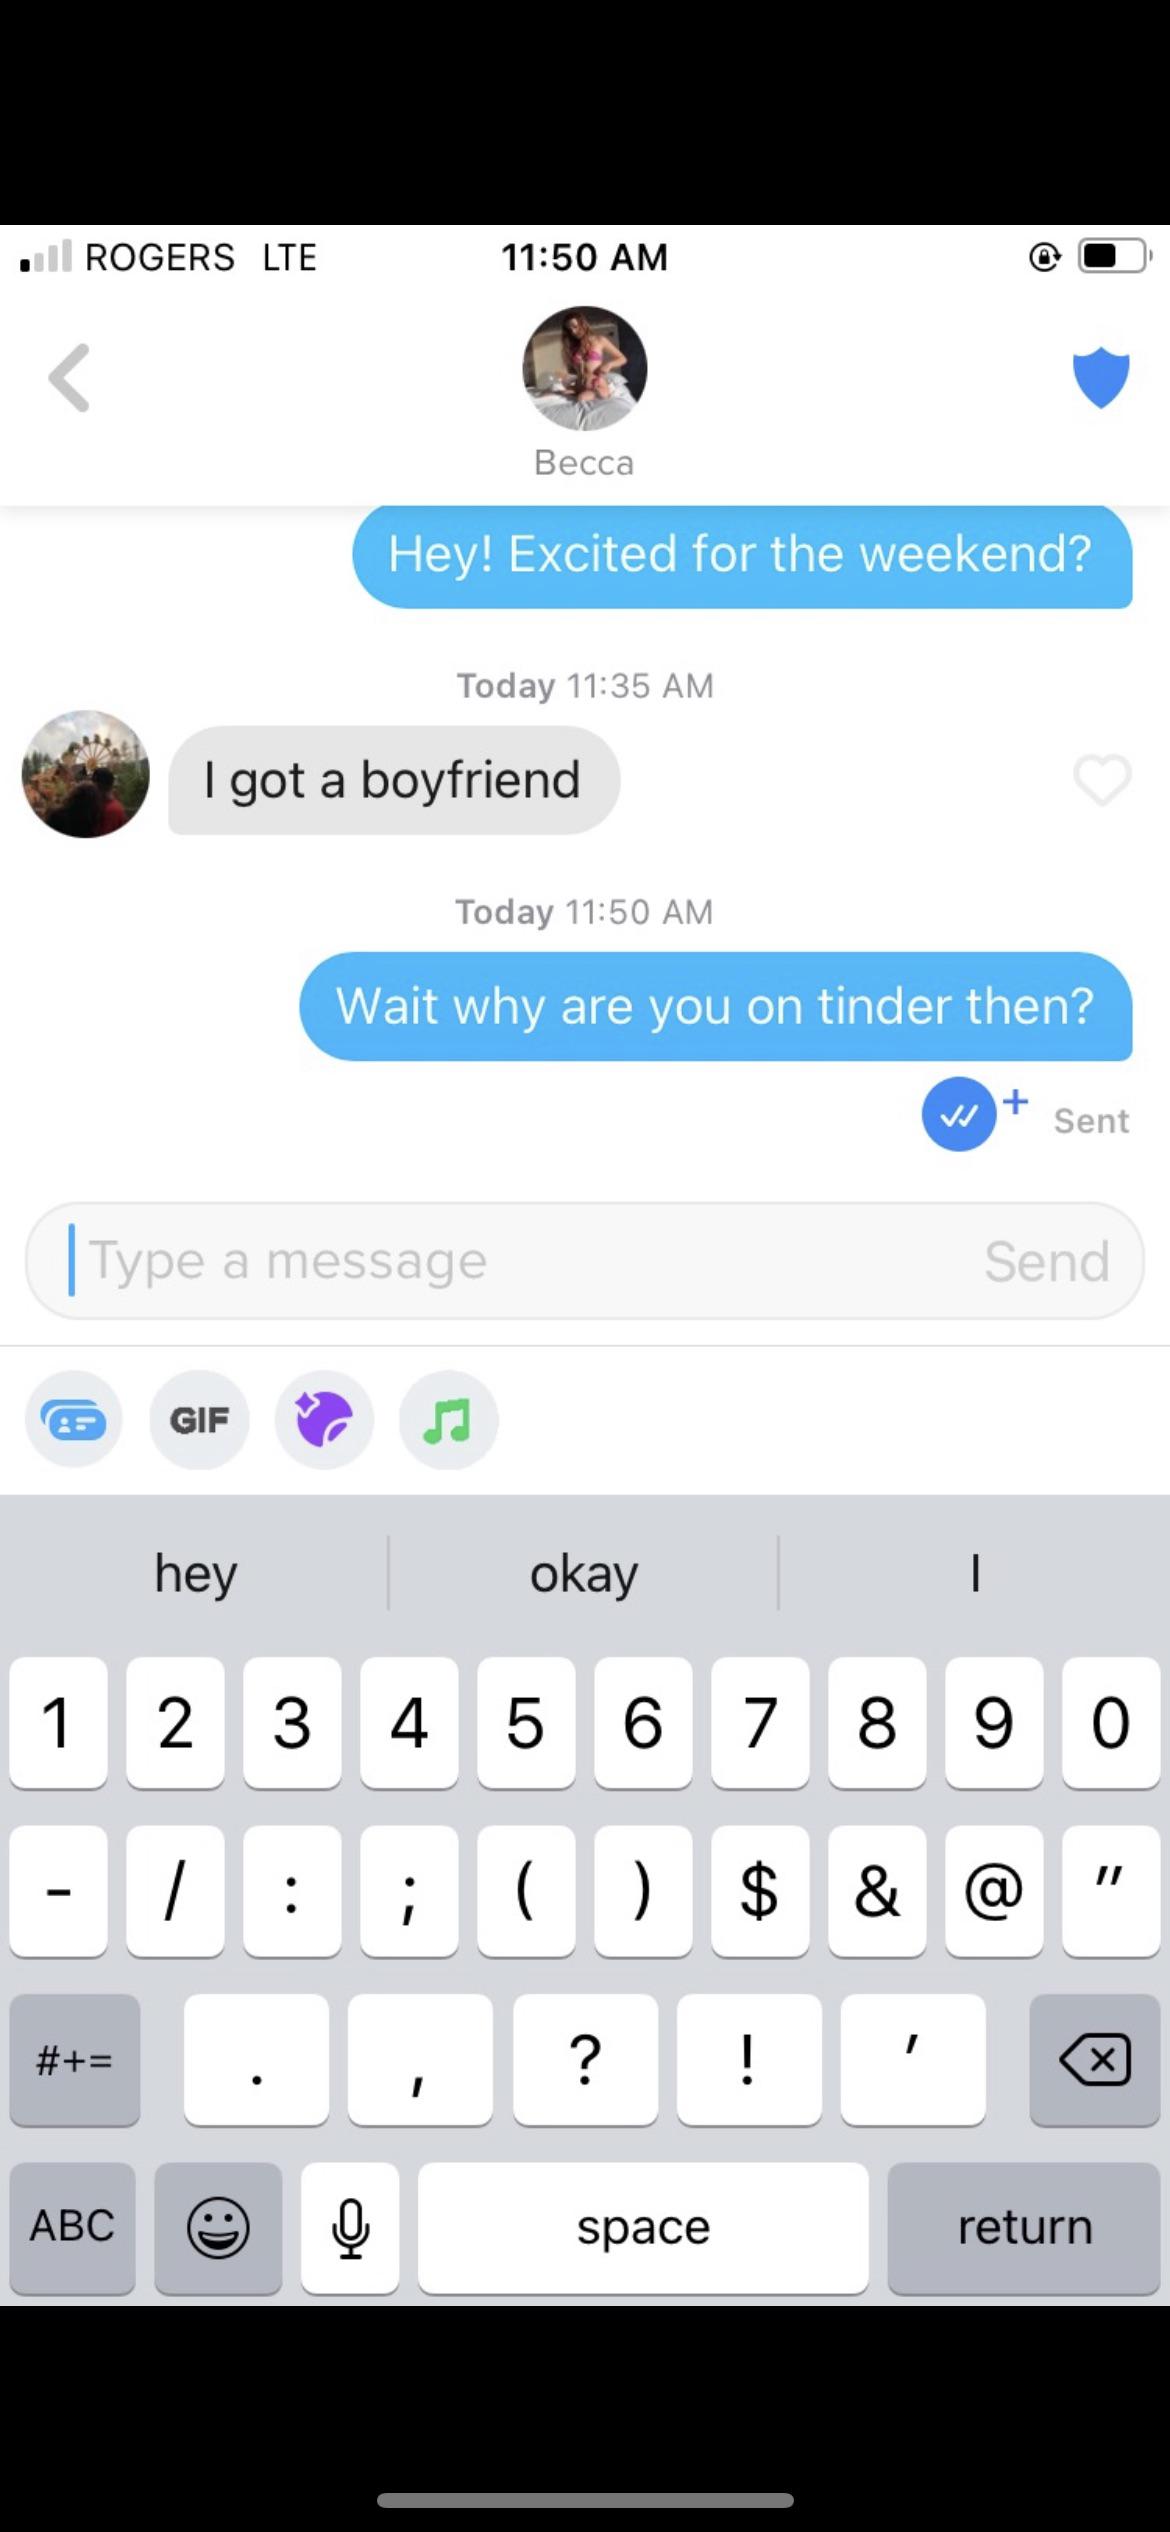 ROGERS LTE 11:50 AM
Becca
Hey! Excited for the weekend?
Today 11:35 AM
I got a boyfriend
Today 11:50 AM
Wait why are you on tinder then?
+ Sent
Type a message Send
GIF
hey okay I
1 2 3 4 5 6 7 8 9 0
- / : ; ( ) $ & @ "
#+= . , ? ! '
ABC space return